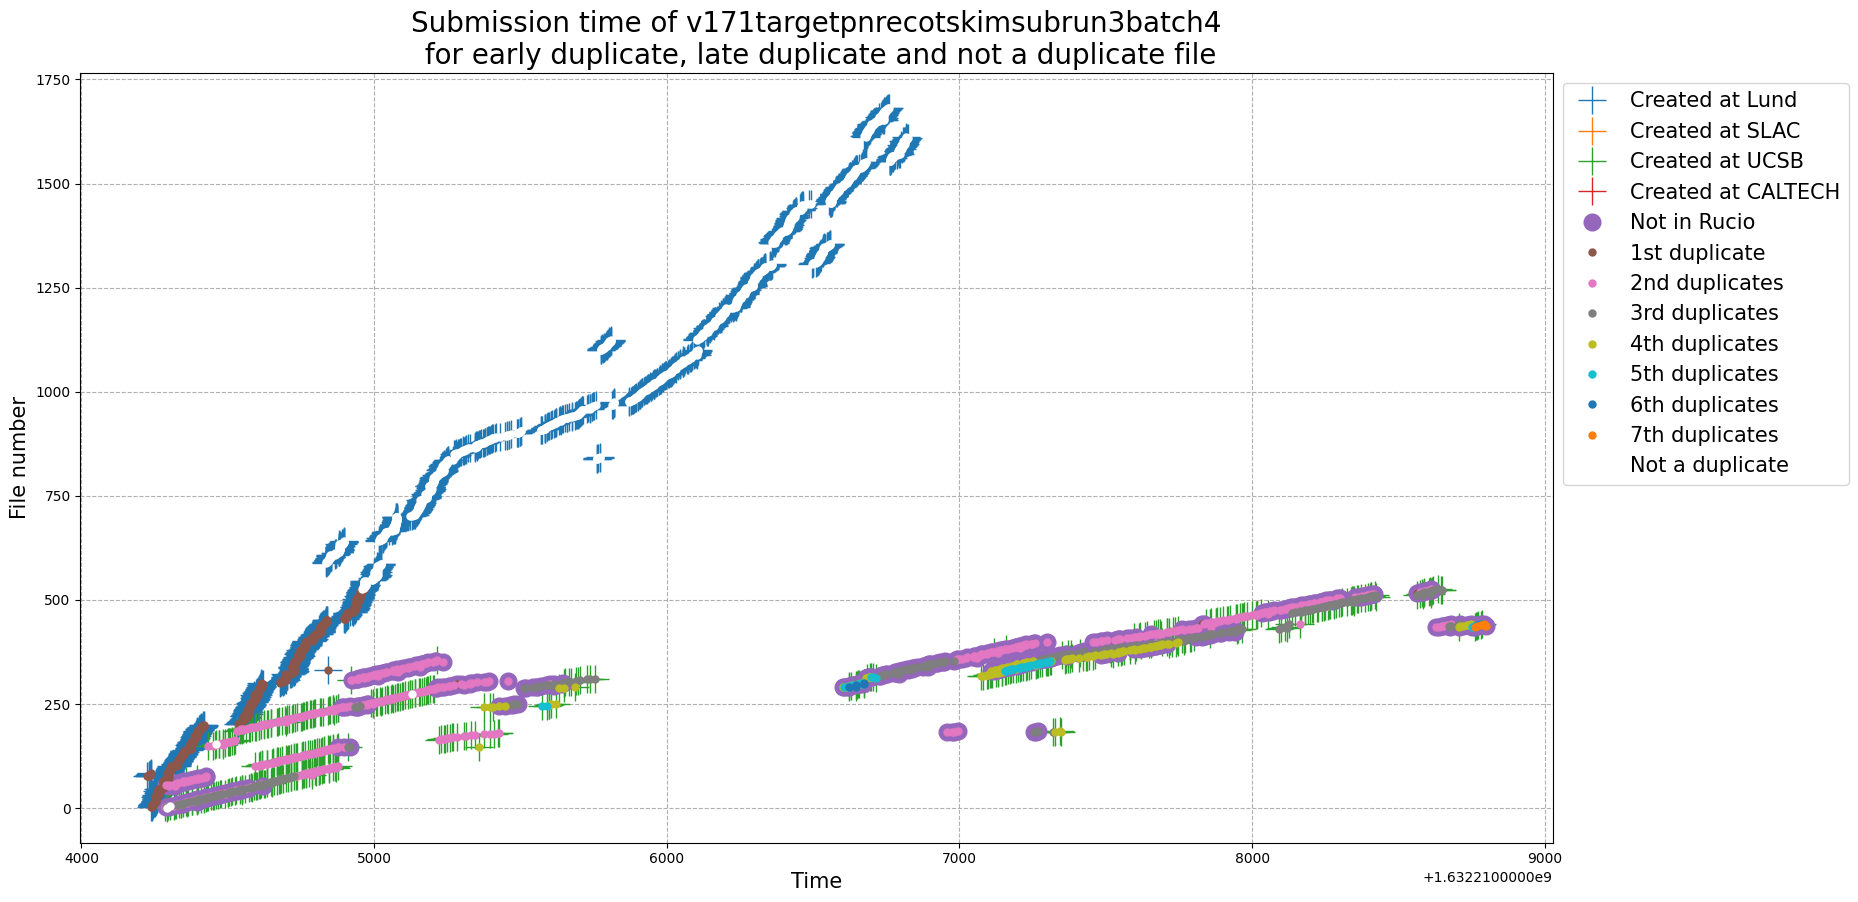 Submission time of v171targetpnrecotskimsubrun3batch4
for early duplicate, late duplicate and not a duplicate file
1750
1500
1250
1000
750
500
250
0
File number
4000
5000
6000
7000
8000
9000
Time
+1.6322100000e9
Created at Lund
Created at SLAC
Created at UCSB
Created at CALTECH
Not in Rucio
1st duplicate
2nd duplicates
3rd duplicates
4th duplicates
5th duplicates
6th duplicates
7th duplicates
Not a duplicate